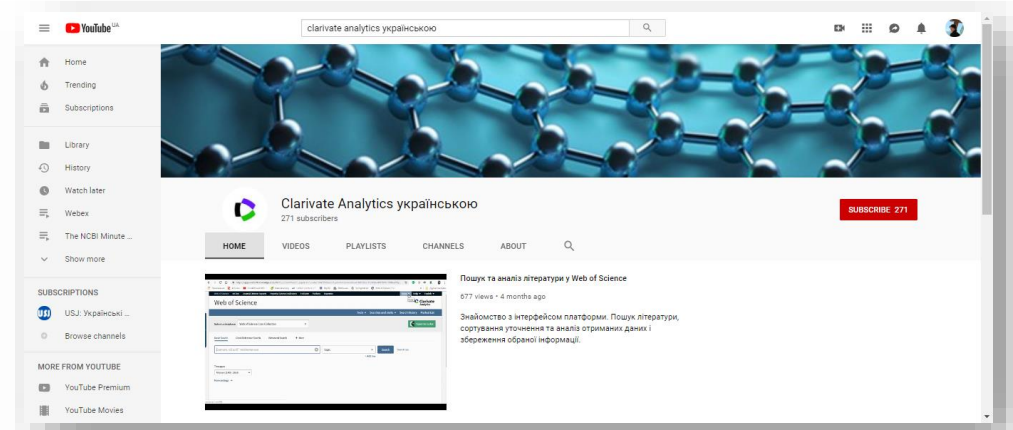 YouTube UA
clarivate analytics українською
Home
Trending
Subscriptions
Library
History
Watch later
Webex
The NCBI Minute ...
Show more
SUBSCRIPTIONS
USJ: Українські ...
Browse channels
MORE FROM YOUTUBE
YouTube Premium
YouTube Movies
Clarivate Analytics українською
271 subscribers
SUBSCRIBE 271
HOME VIDEOS PLAYLISTS CHANNELS ABOUT
Web of Science
Clarivate
Analytics
Пошук та аналіз літератури у Web of Science
677 views • 4 months ago
Знайомство з інтерфейсом платформи. Пошук літератури,
сортування уточнення та аналіз отриманих даних і
збереження обраної інформації.